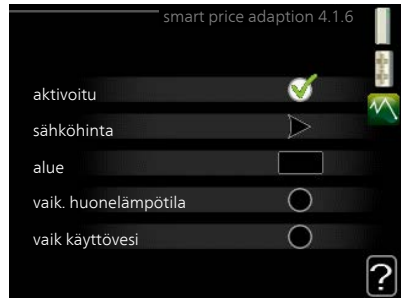 smart price adaption 4.1.6
aktivoitu
sähköhinta
alue
vaik. huonelämpötila
vaik käyttövesi
?